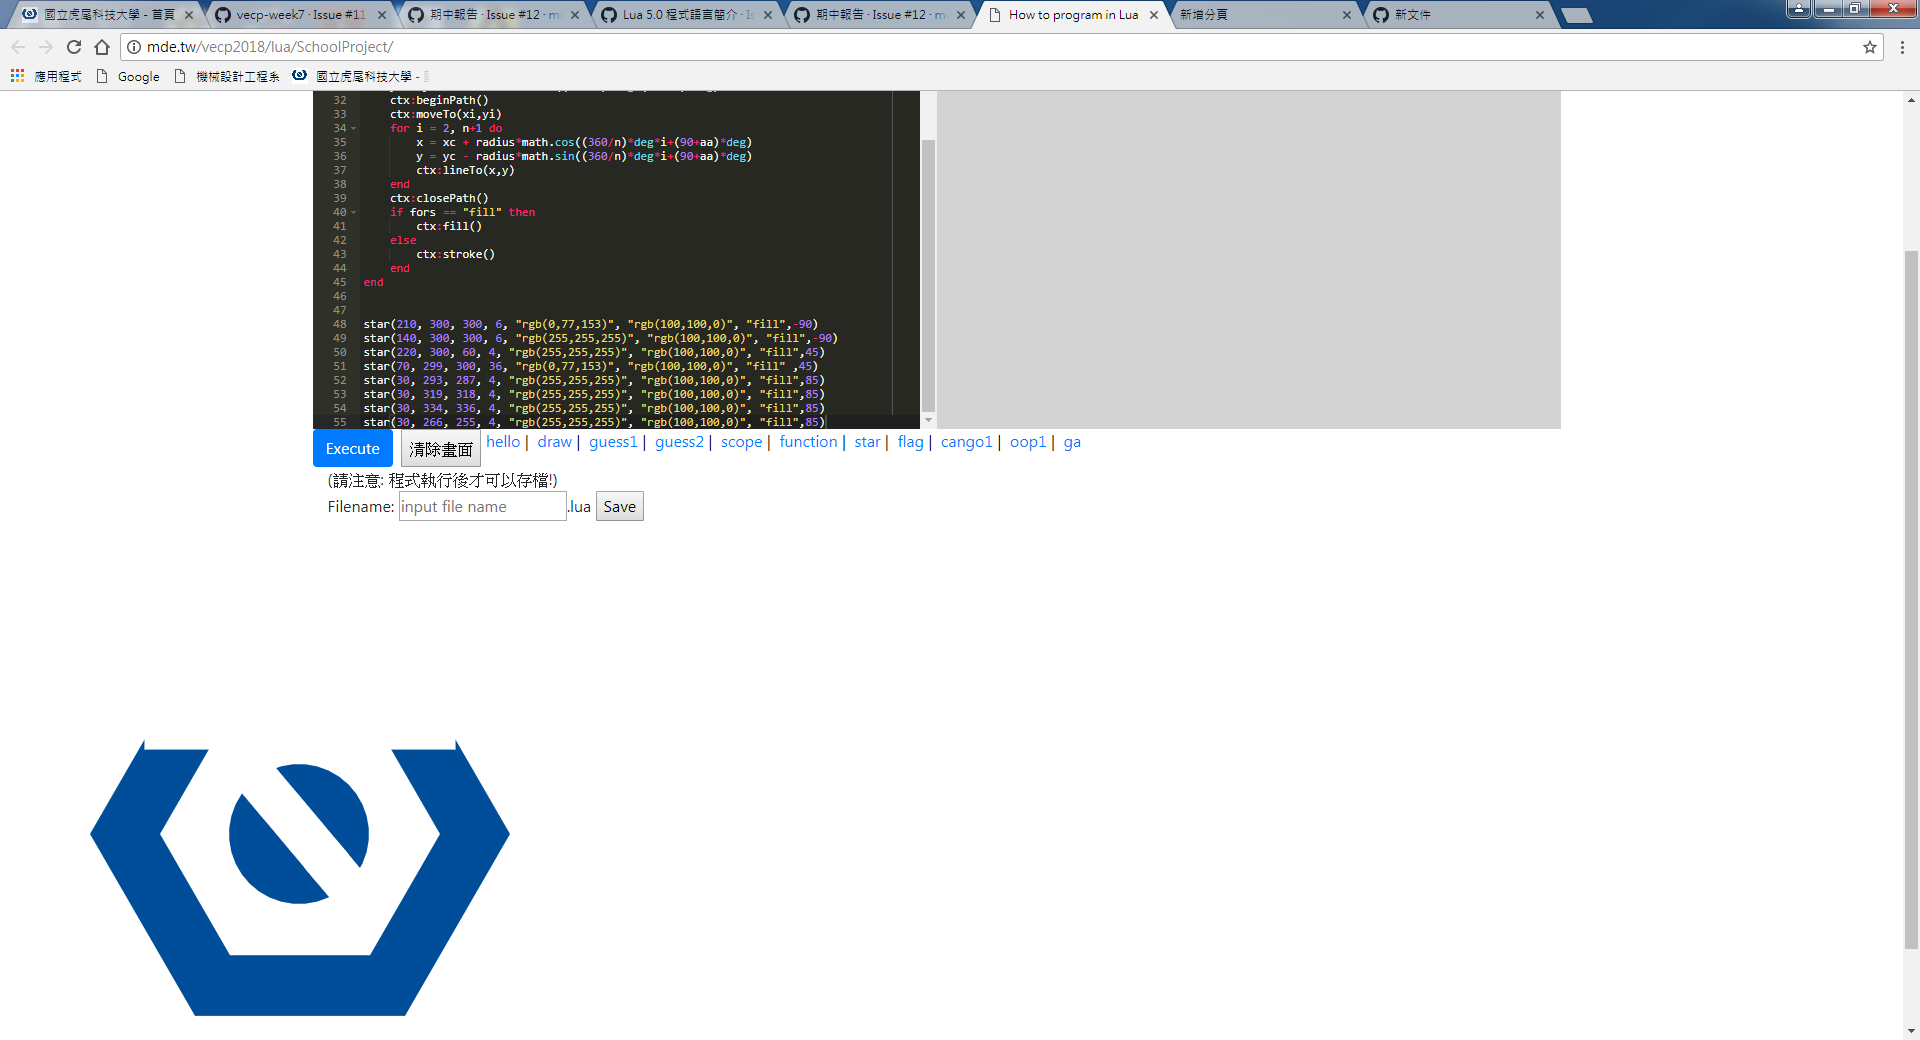 國立虎尾科技大學 - 首頁
vecp-week7 · Issue #11
期中報告 · Issue #12 · m
Lua 5.0 程式語言簡介 · Is
期中報告 · Issue #12 · m
How to program in Lua
新增分頁
新文件
mde.tw/vecp2018/lua/SchoolProject/
應用程式 Google 機械設計工程系 國立虎尾科技大學 -
32 ctx:beginPath()
33 ctx:moveTo(xi,yi)
34 for i = 2, n+1 do
35 x = xc + radius*math.cos((360/n)*deg*i+(90+aa)*deg)
36 y = yc - radius*math.sin((360/n)*deg*i+(90+aa)*deg)
37 ctx:lineTo(x,y)
38 end
39 ctx:closePath()
40 if fors == "fill" then
41 ctx:fill()
42 else
43 ctx:stroke()
44 end
45 end
46
47
48 star(210, 300, 300, 6, "rgb(0,77,153)", "rgb(100,100,0)", "fill",-90)
49 star(140, 300, 300, 6, "rgb(255,255,255)", "rgb(100,100,0)", "fill",-90)
50 star(220, 300, 60, 4, "rgb(255,255,255)", "rgb(100,100,0)", "fill",45)
51 star(70, 299, 300, 36, "rgb(0,77,153)", "rgb(100,100,0)", "fill" ,45)
52 star(30, 293, 287, 4, "rgb(255,255,255)", "rgb(100,100,0)", "fill",85)
53 star(30, 319, 318, 4, "rgb(255,255,255)", "rgb(100,100,0)", "fill",85)
54 star(30, 334, 336, 4, "rgb(255,255,255)", "rgb(100,100,0)", "fill",85)
55 star(30, 266, 255, 4, "rgb(255,255,255)", "rgb(100,100,0)", "fill",85)
Execute 清除畫面 hello | draw | guess1 | guess2 | scope | function | star | flag | cango1 | oop1 | ga
(請注意: 程式執行後才可以存檔!)
Filename: input file name .lua Save